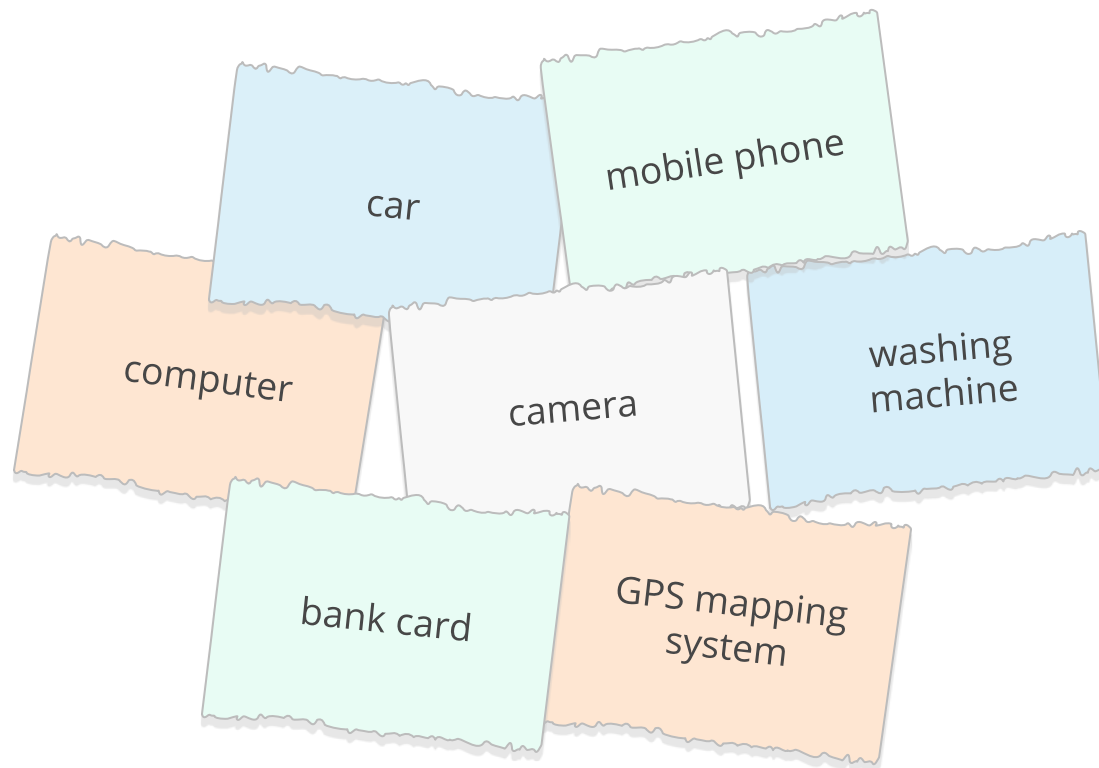 mobile phone
car
washing
machine
computer
camera
bank card
GPS mapping
system